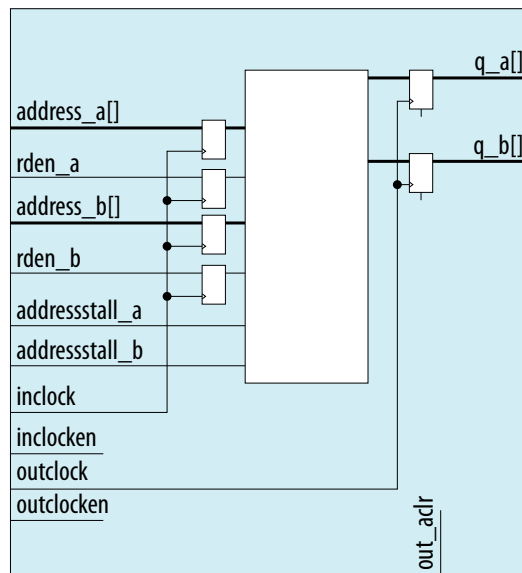 q_a[]
address_a[]
q_b[]
rden_a
address_b[]
rden_b
addressstall_a
addressstall_b
inclock
inclocken
outclock
outclocken
out_aclr